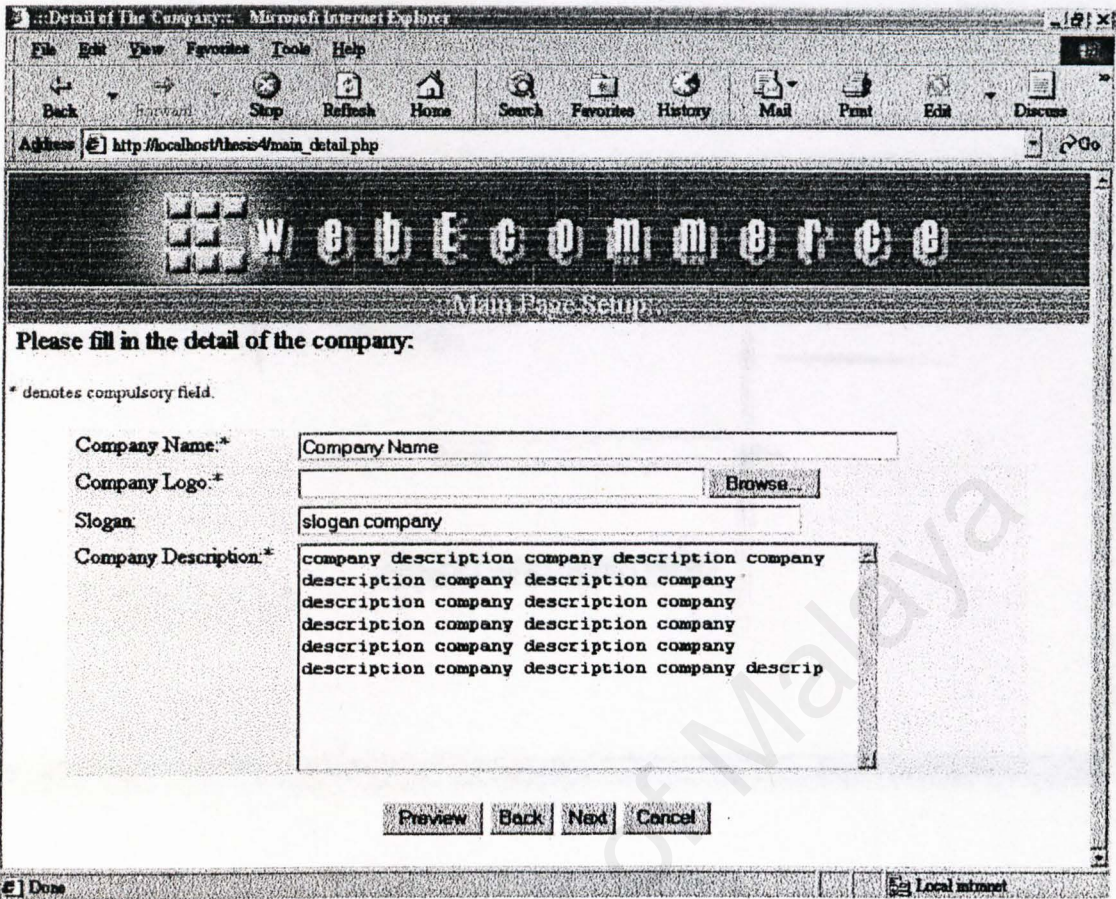 .:::Detail of The Company:::. Microsoft Internet Explorer
File Edit View Favorites Tools Help
Back Forward Stop Refresh Home Search Favorites History Mail Print Edit Discuss
Address http://localhost/thesis4/main_detail.php Go
webEcommerce
Main Page Setup
Please fill in the detail of the company:
* denotes compulsory field.
Company Name:* Company Name
Company Logo:* Browse...
Slogan: slogan company
Company Description:* company description company description company
description company description company
description company description company
description company description company
description company description company
description company description company descrip
Preview Back Next Cancel
Done Local intranet
of Malaya